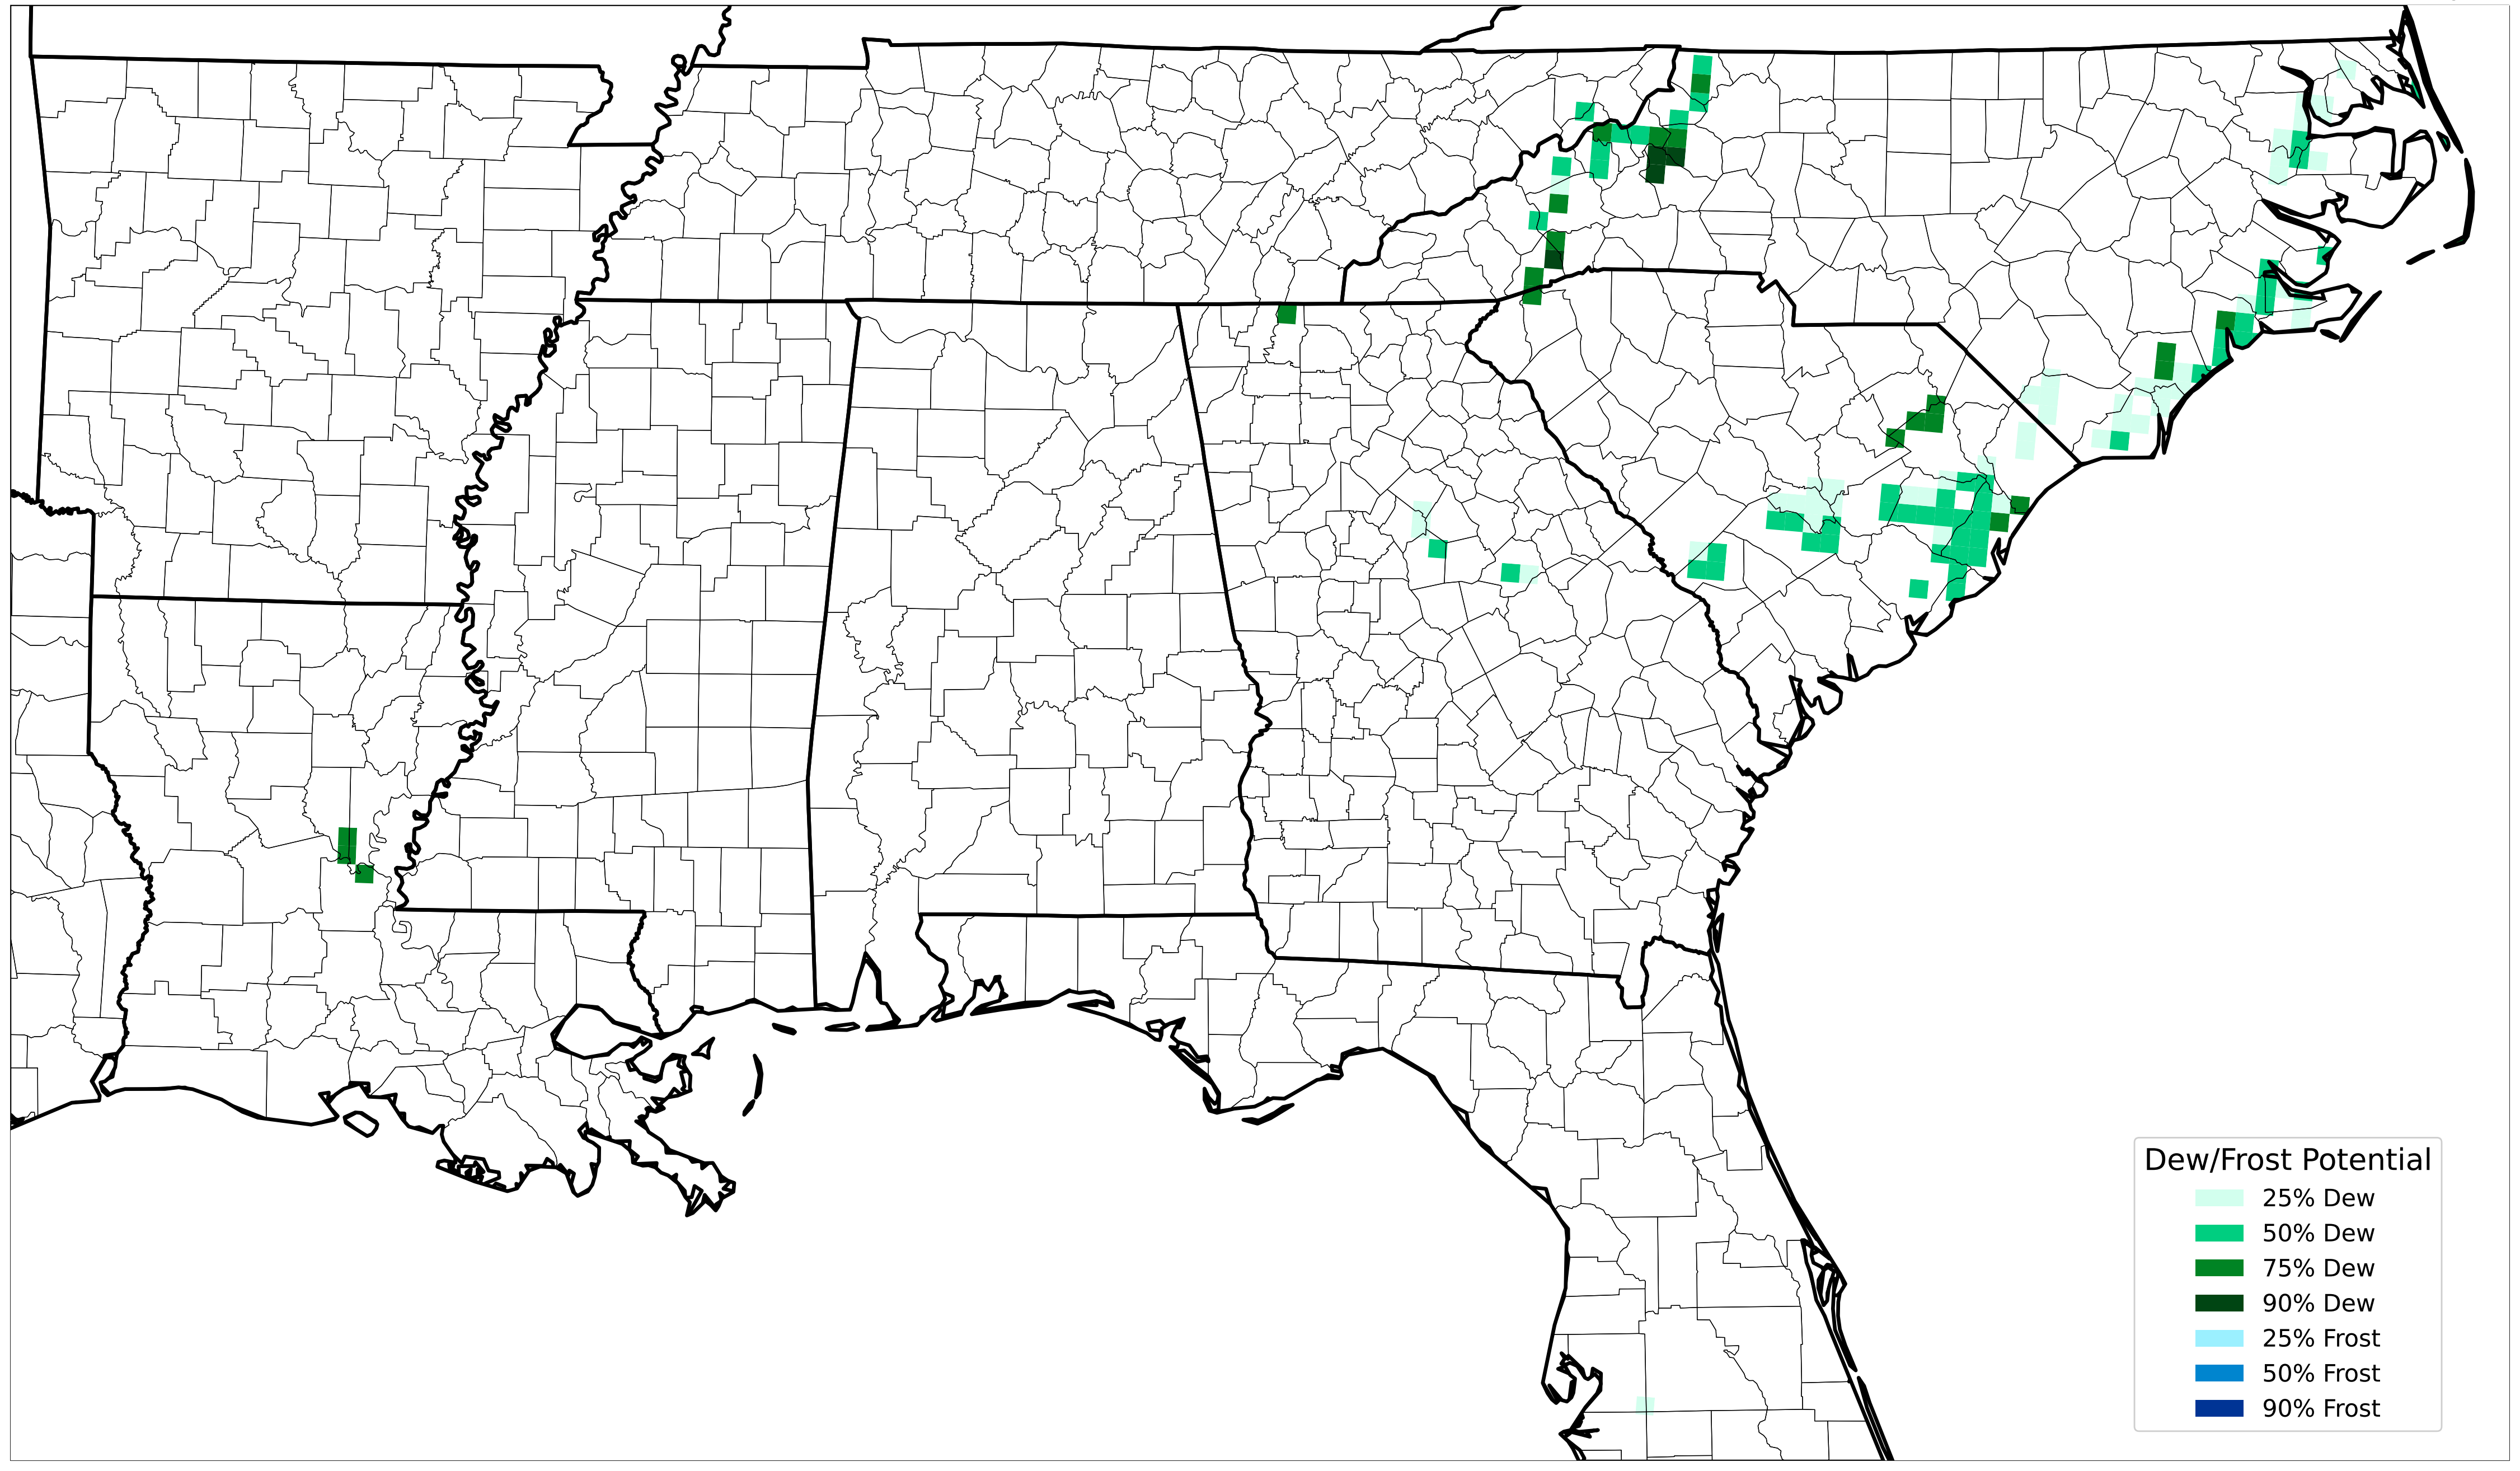 Dew/Frost Potential
25% Dew
50% Dew
75% Dew
90% Dew
25% Frost
50% Frost
90% Frost